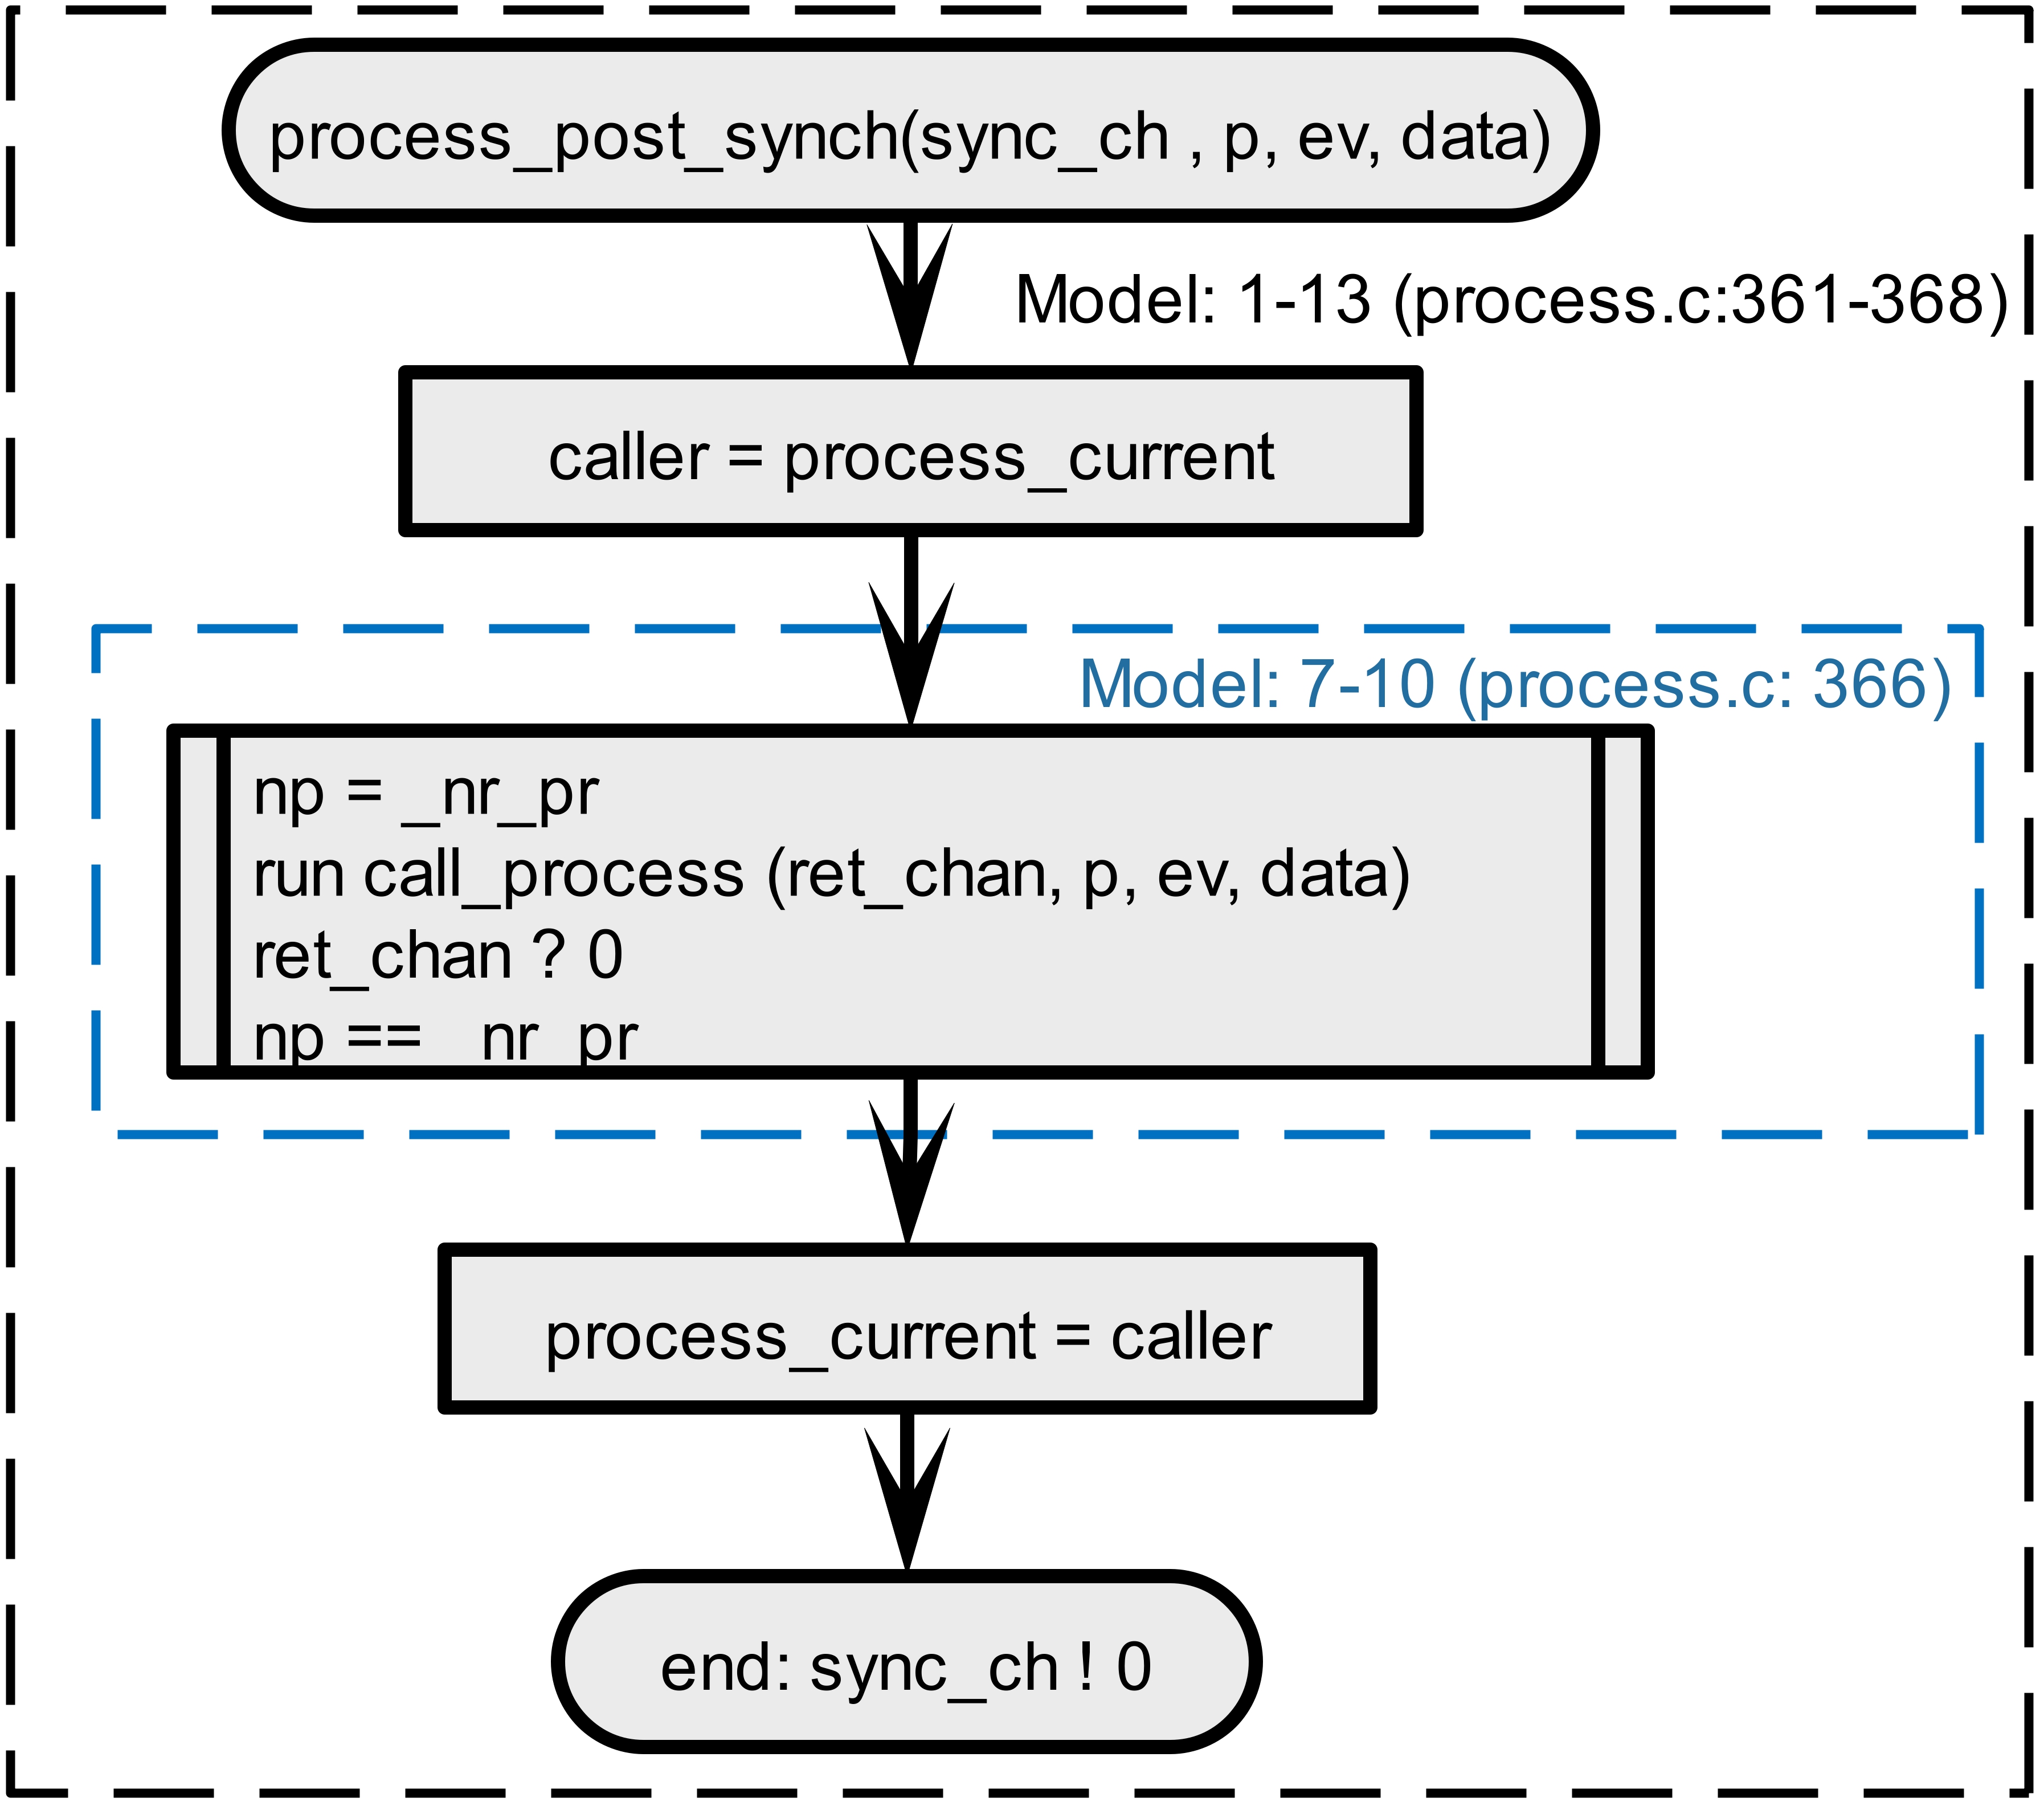 process_post_synch(sync_ch , p, ev, data)
Model: 1-13 (process.c:361-368)
caller = process_current
Model: 7-10 (process.c: 366)
np = _nr_pr
run call_process (ret_chan, p, ev, data)
ret_chan ? 0
np == _nr_pr
process_current = caller
end: sync_ch ! 0